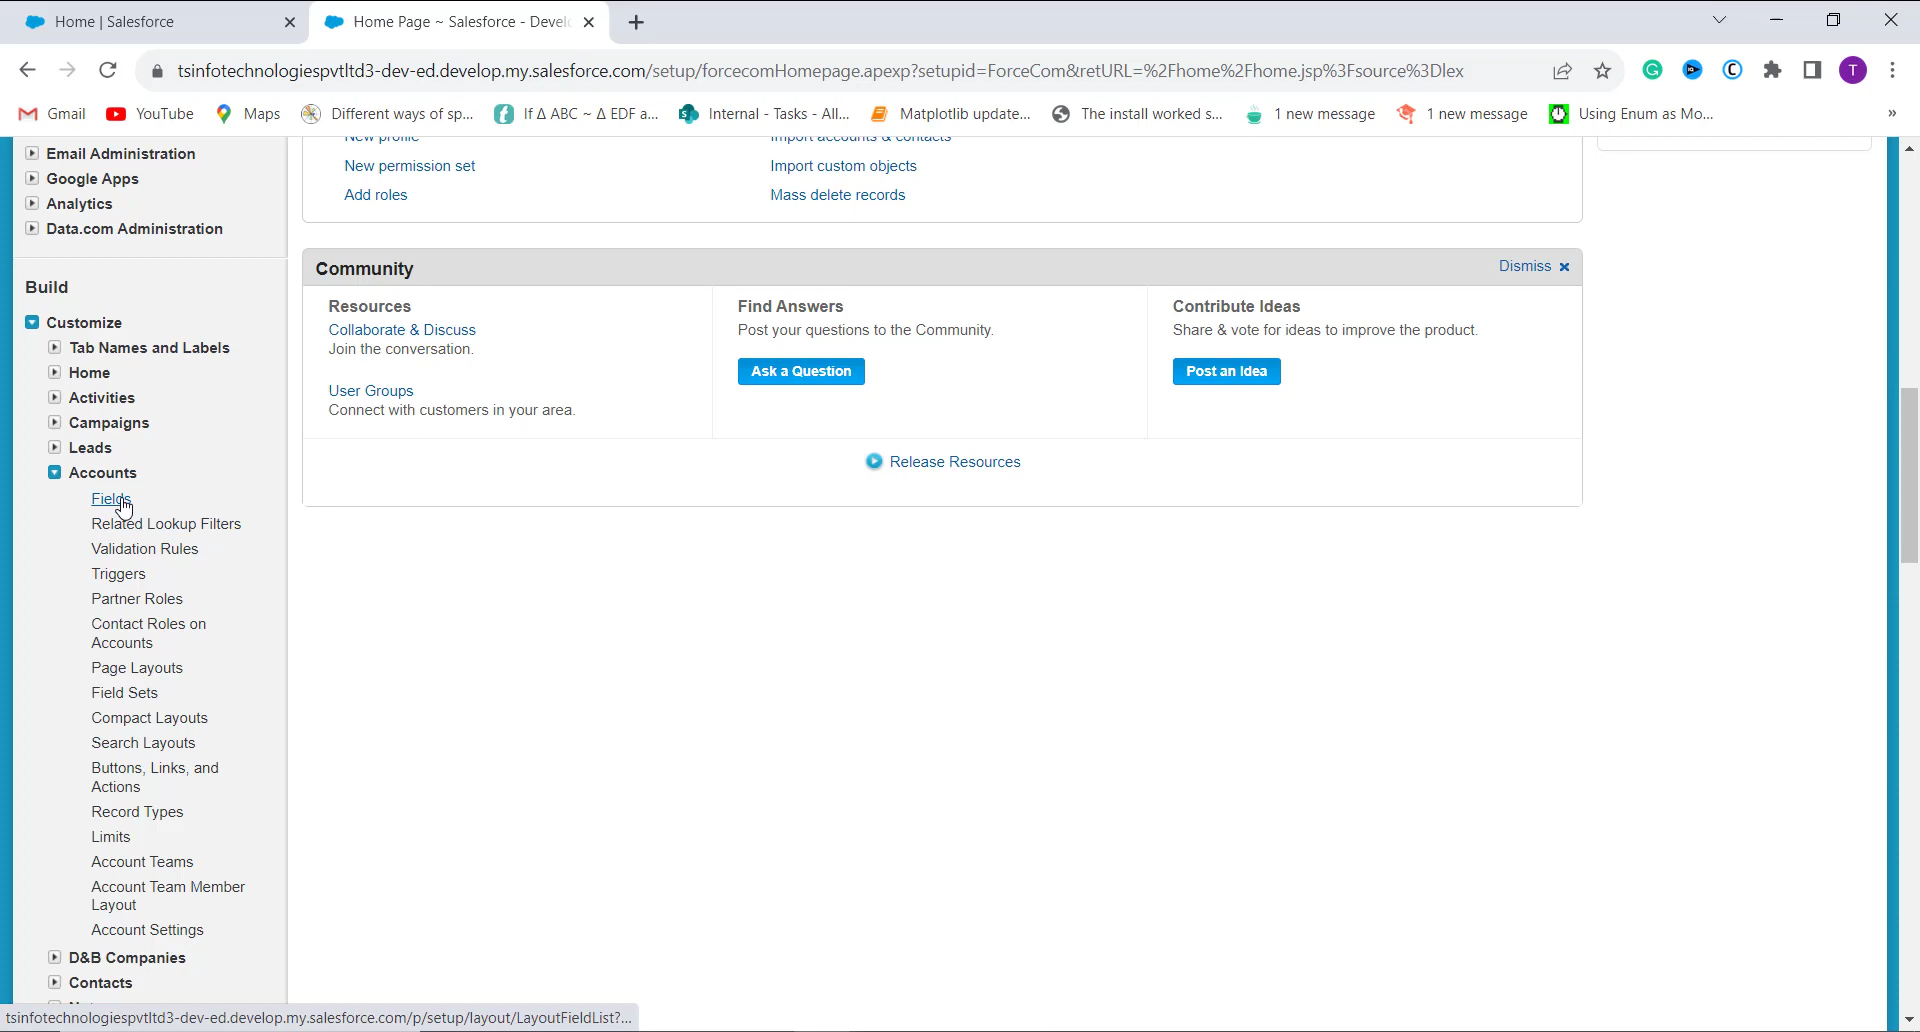 Home | Salesforce
Home Page ~ Salesforce - Devel
tsinfotechnologiespvtltd3-dev-ed.develop.my.salesforce.com/setup/forcecomHomepage.apexp?setupid=ForceCom&retURL=%2Fhome%2Fhome.jsp%3Fsource%3Dlex
T
Gmail
YouTube
Maps
Different ways of sp...
If Δ ABC ~ Δ EDF a...
Internal - Tasks - All...
Matplotlib update...
The install worked s...
1 new message
1 new message
Using Enum as Mo...
»
Email Administration
Google Apps
Analytics
Data.com Administration
Build
Customize
Tab Names and Labels
Home
Activities
Campaigns
Leads
Accounts
Fields
Related Lookup Filters
Validation Rules
Triggers
Partner Roles
Contact Roles on
Accounts
Page Layouts
Field Sets
Compact Layouts
Search Layouts
Buttons, Links, and
Actions
Record Types
Limits
Account Teams
Account Team Member
Layout
Account Settings
D&B Companies
Contacts
New profile
New permission set
Add roles
Import accounts & contacts
Import custom objects
Mass delete records
Community
Dismiss
Resources
Collaborate & Discuss
Join the conversation.
User Groups
Connect with customers in your area.
Find Answers
Post your questions to the Community.
Ask a Question
Contribute Ideas
Share & vote for ideas to improve the product.
Post an Idea
Release Resources
tsinfotechnologiespvtltd3-dev-ed.develop.my.salesforce.com/p/setup/layout/LayoutFieldList?...